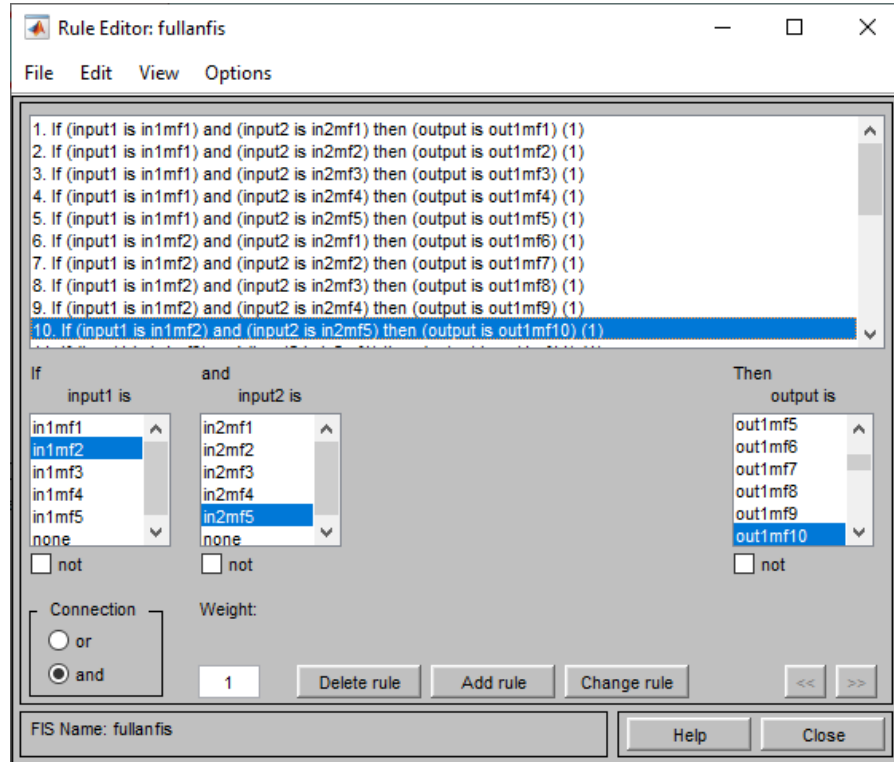 Rule Editor: fullanfis
File Edit View Options
1. If (input1 is in1mf1) and (input2 is in2mf1) then (output is out1mf1) (1)
2. If (input1 is in1mf1) and (input2 is in2mf2) then (output is out1mf2) (1)
3. If (input1 is in1mf1) and (input2 is in2mf3) then (output is out1mf3) (1)
4. If (input1 is in1mf1) and (input2 is in2mf4) then (output is out1mf4) (1)
5. If (input1 is in1mf1) and (input2 is in2mf5) then (output is out1mf5) (1)
6. If (input1 is in1mf2) and (input2 is in2mf1) then (output is out1mf6) (1)
7. If (input1 is in1mf2) and (input2 is in2mf2) then (output is out1mf7) (1)
8. If (input1 is in1mf2) and (input2 is in2mf3) then (output is out1mf8) (1)
9. If (input1 is in1mf2) and (input2 is in2mf4) then (output is out1mf9) (1)
10. If (input1 is in1mf2) and (input2 is in2mf5) then (output is out1mf10) (1)
If
input1 is
in1mf1
in1mf2
in1mf3
in1mf4
in1mf5
none
not
and
input2 is
in2mf1
in2mf2
in2mf3
in2mf4
in2mf5
none
not
Then
output is
out1mf5
out1mf6
out1mf7
out1mf8
out1mf9
out1mf10
not
Connection
or
and
Weight:
1
Delete rule
Add rule
Change rule
<<
>>
FIS Name: fullanfis
Help
Close